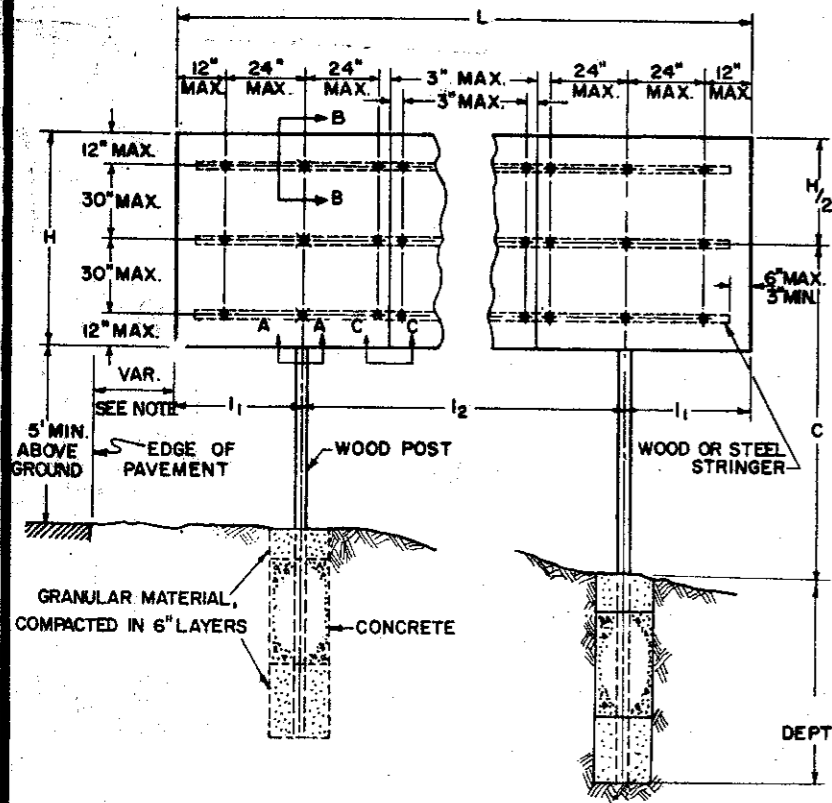 L
12" 24" 24" 3" MAX. 24" 24" 12"
MAX. MAX. MAX. 3" MAX. MAX. MAX. MAX.
B
12" MAX.
B
30" MAX.
H
H/2
30" MAX.
6" MAX.
3" MIN.
12" MAX.
A A C C
VAR.
SEE NOTE
l1 l2 l1
C
5' MIN.
ABOVE
GROUND
EDGE OF
PAVEMENT
WOOD POST
WOOD OR STEEL
STRINGER
GRANULAR MATERIAL,
COMPACTED IN 6" LAYERS
CONCRETE
DEPT